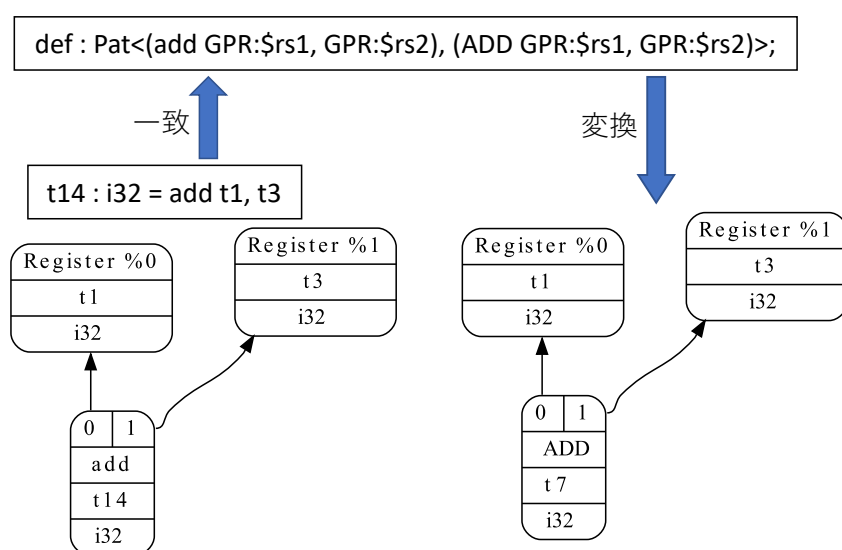 def : Pat<(add GPR:$rs1, GPR:$rs2), (ADD GPR:$rs1, GPR:$rs2)>;
一致
変換
t14 : i32 = add t1, t3
Register %0
t1
i32
Register %1
t3
i32
0 1
add
t14
i32
Register %0
t1
i32
Register %1
t3
i32
0 1
ADD
t7
i32